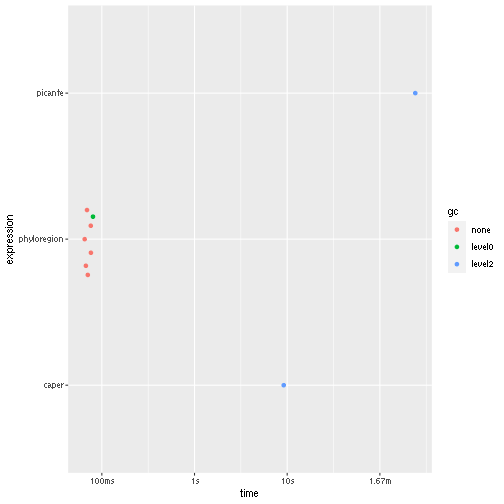 picante
phyloregion
caper
expression
100ms
1s
10s
1.67m
time
gc
none
level0
level2